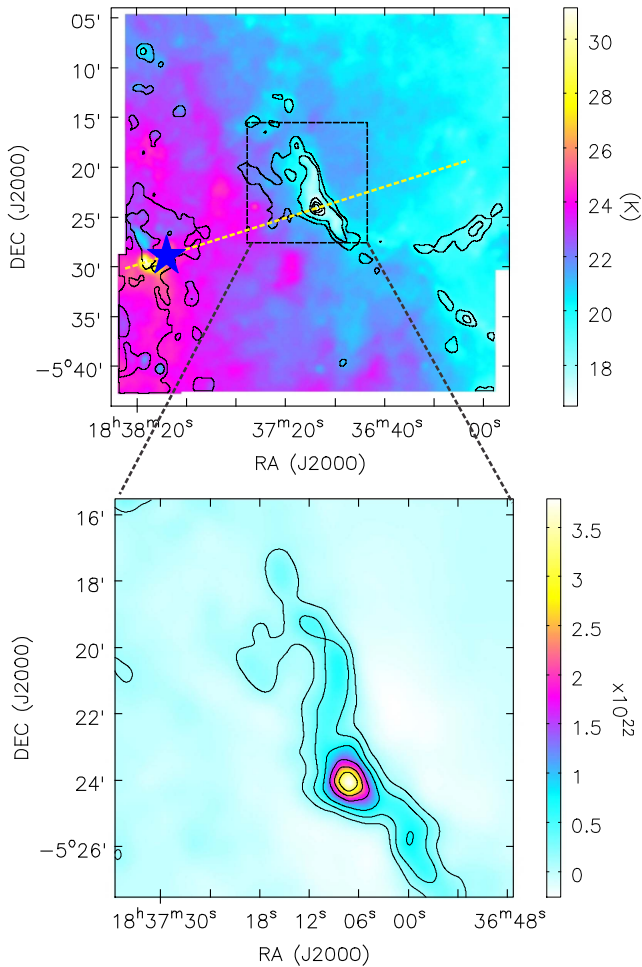 05'
10'
15'
20'
25'
30'
35'
−5°40'
DEC (J2000)
18ʰ38ᵐ20ˢ
37ᵐ20ˢ
36ᵐ40ˢ
00ˢ
RA (J2000)
30
28
26
24
22
20
18
(K)
16'
18'
20'
22'
24'
−5°26'
DEC (J2000)
18ʰ37ᵐ30ˢ
18ˢ
12ˢ
06ˢ
00ˢ
36ᵐ48ˢ
RA (J2000)
3.5
3
2.5
2
1.5
1
0.5
0
x10²²